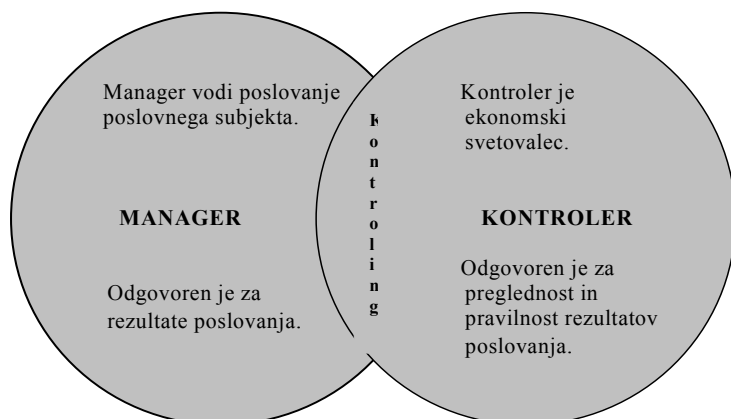 Manager vodi poslovanje
poslovnega subjekta.
MANAGER
Odgovoren je za
rezultate poslovanja.
Kontroling
Kontroler je
ekonomski
svetovalec.
KONTROLER
Odgovoren je za
preglednost in
pravilnost rezultatov
poslovanja.